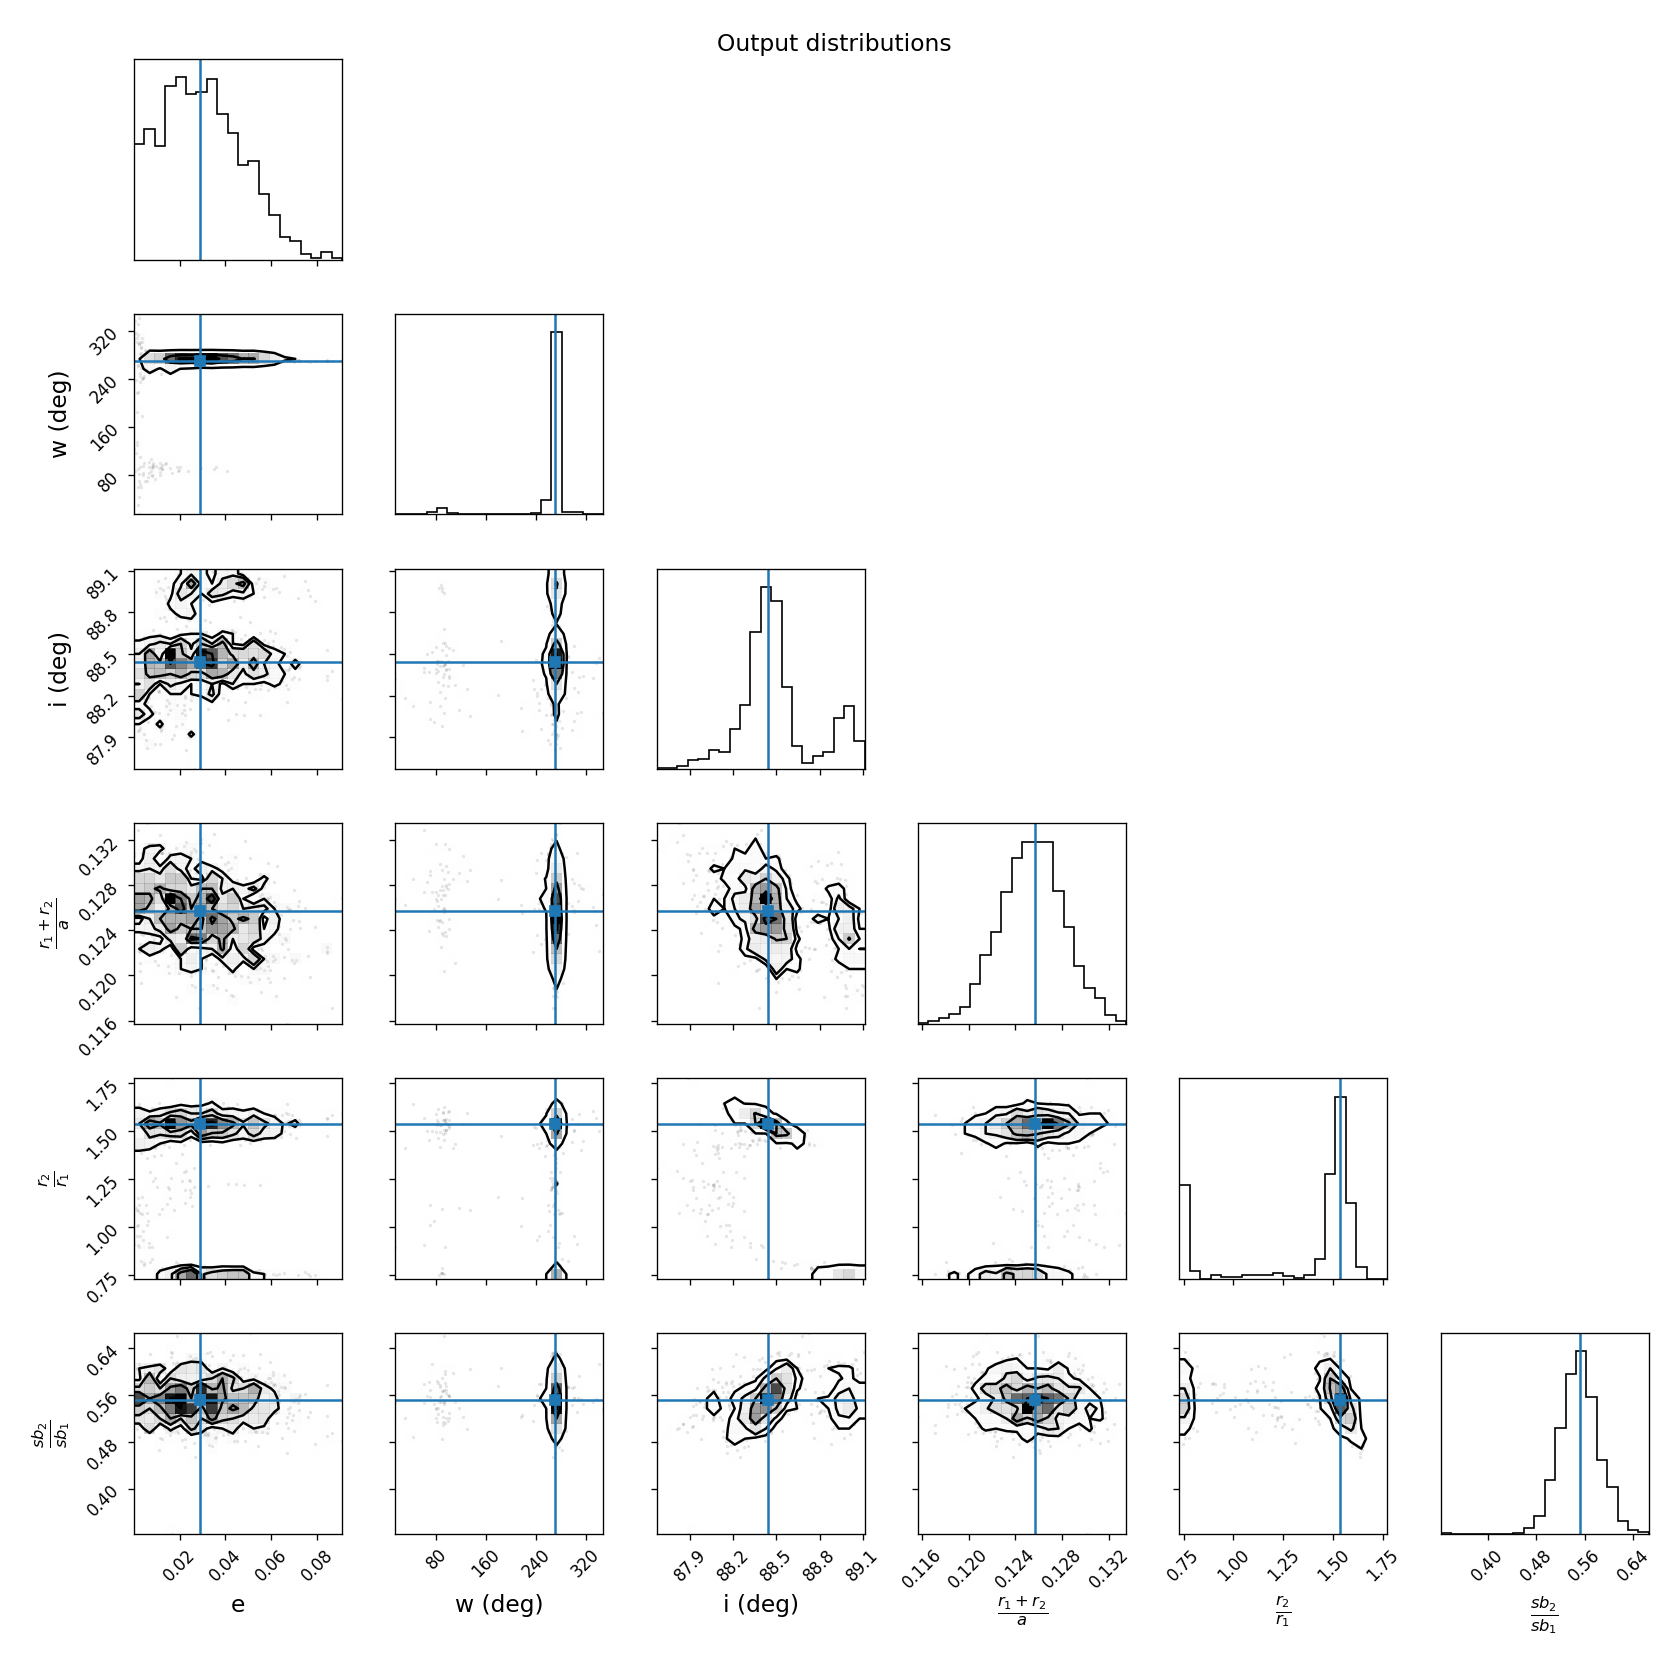 Output distributions
w (deg)
320
240
160
80
i (deg)
89.1
88.8
88.5
88.2
87.9
r1 + r2
a
0.132
0.128
0.124
0.120
0.116
r2
r1
1.75
1.50
1.25
1.00
0.75
sb2
sb1
0.64
0.56
0.48
0.40
0.02 0.04 0.06 0.08
80 160 240 320
87.9 88.2 88.5 88.8 89.1
0.116 0.120 0.124 0.128 0.132
0.75 1.00 1.25 1.50 1.75
0.40 0.48 0.56 0.64
e
w (deg)
i (deg)
r1 + r2
a
r2
r1
sb2
sb1